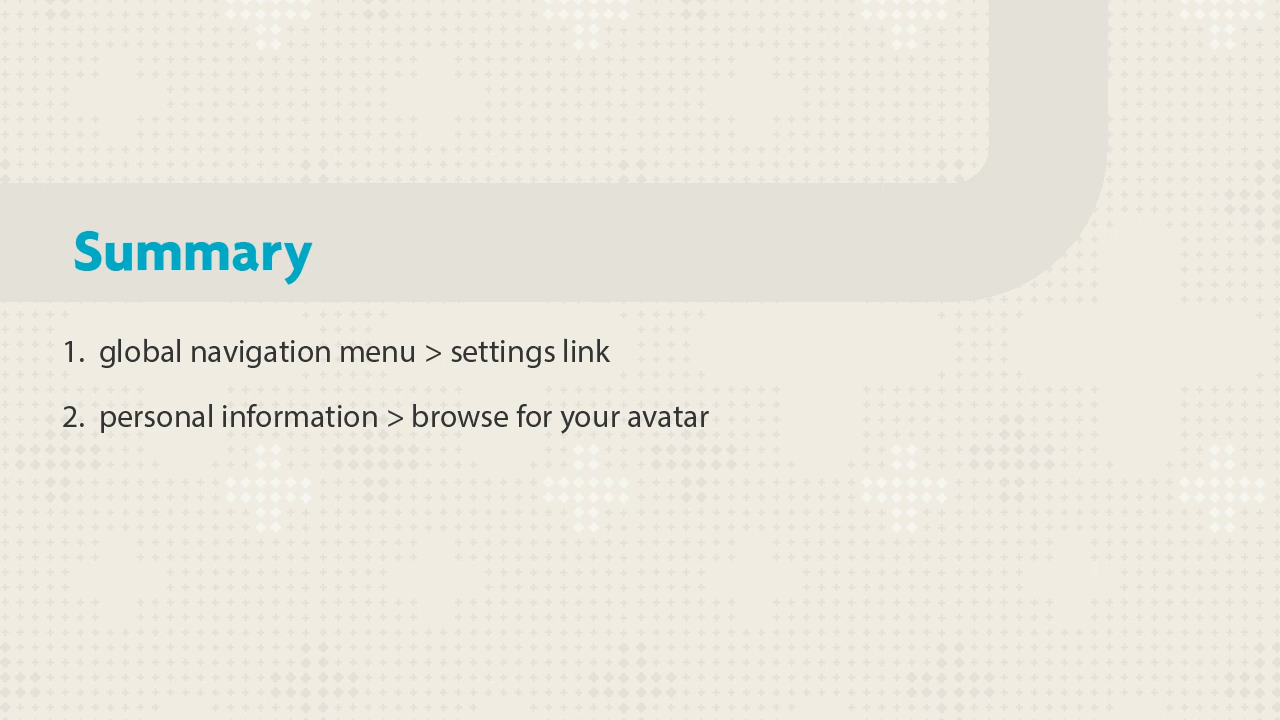 Summary
1. global navigation menu > settings link
2. personal information > browse for your avatar